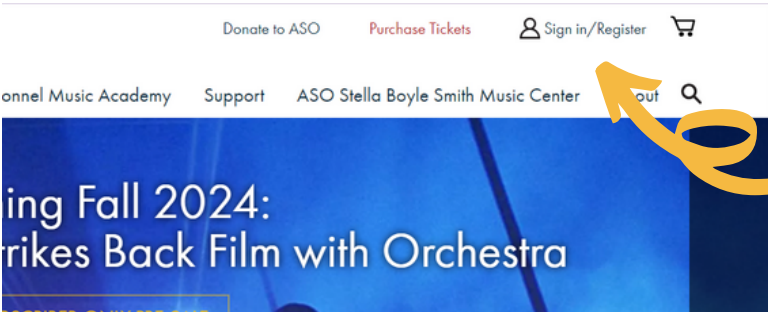 Donate to ASO Purchase Tickets Sign in/Register
onnel Music Academy Support ASO Stella Boyle Smith Music Center out
ing Fall 2024:
rikes Back Film with Orchestra